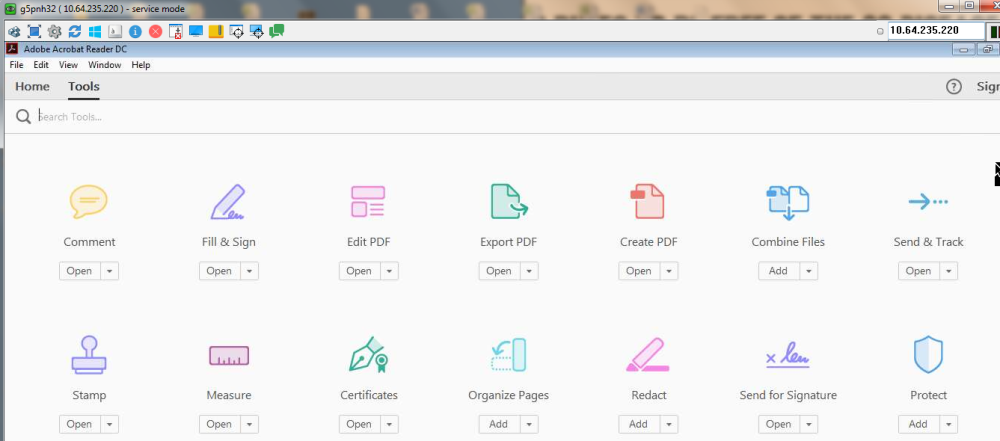 g5pnh32 ( 10.64.235.220 ) - service mode
10.64.235.220
Adobe Acrobat Reader DC
File Edit View Window Help
Home Tools ? Sign
Search Tools...
Comment Fill & Sign Edit PDF Export PDF Create PDF Combine Files Send & Track
Open Open Open Open Open Add Open
Stamp Measure Certificates Organize Pages Redact Send for Signature Protect
Open Open Open Add Add Open Add